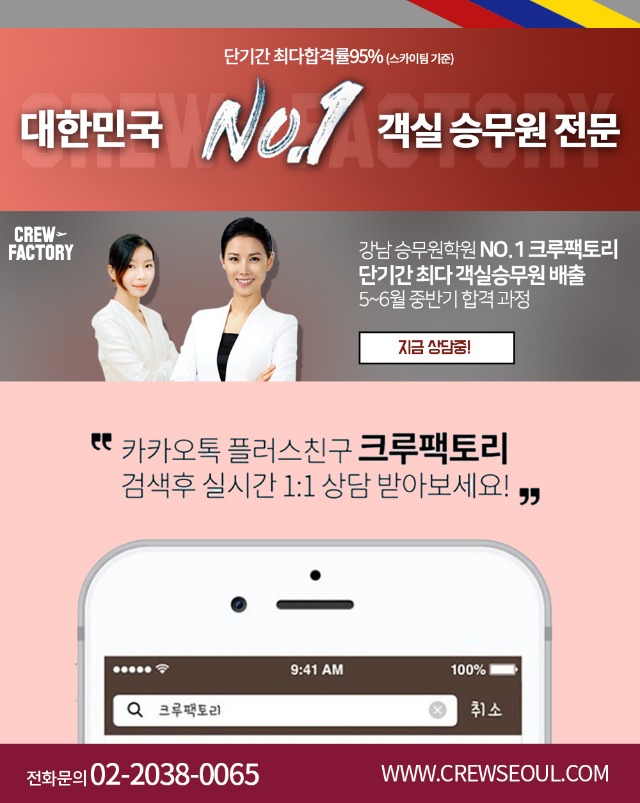 단기간 최다합격률95% (스카이팀 기준)
CREW FACTORY
대한민국 NO.1 객실 승무원 전문
CREW
FACTORY
강남 승무원학원 NO.1 크루팩토리
단기간 최다 객실승무원 배출
5~6월 중반기 합격 과정
지금 상담중!
❝ 카카오톡 플러스친구 크루팩토리
검색후 실시간 1:1 상담 받아보세요! ❞
9:41 AM 100%
크루팩토리 취소
전화문의 02-2038-0065 WWW.CREWSEOUL.COM